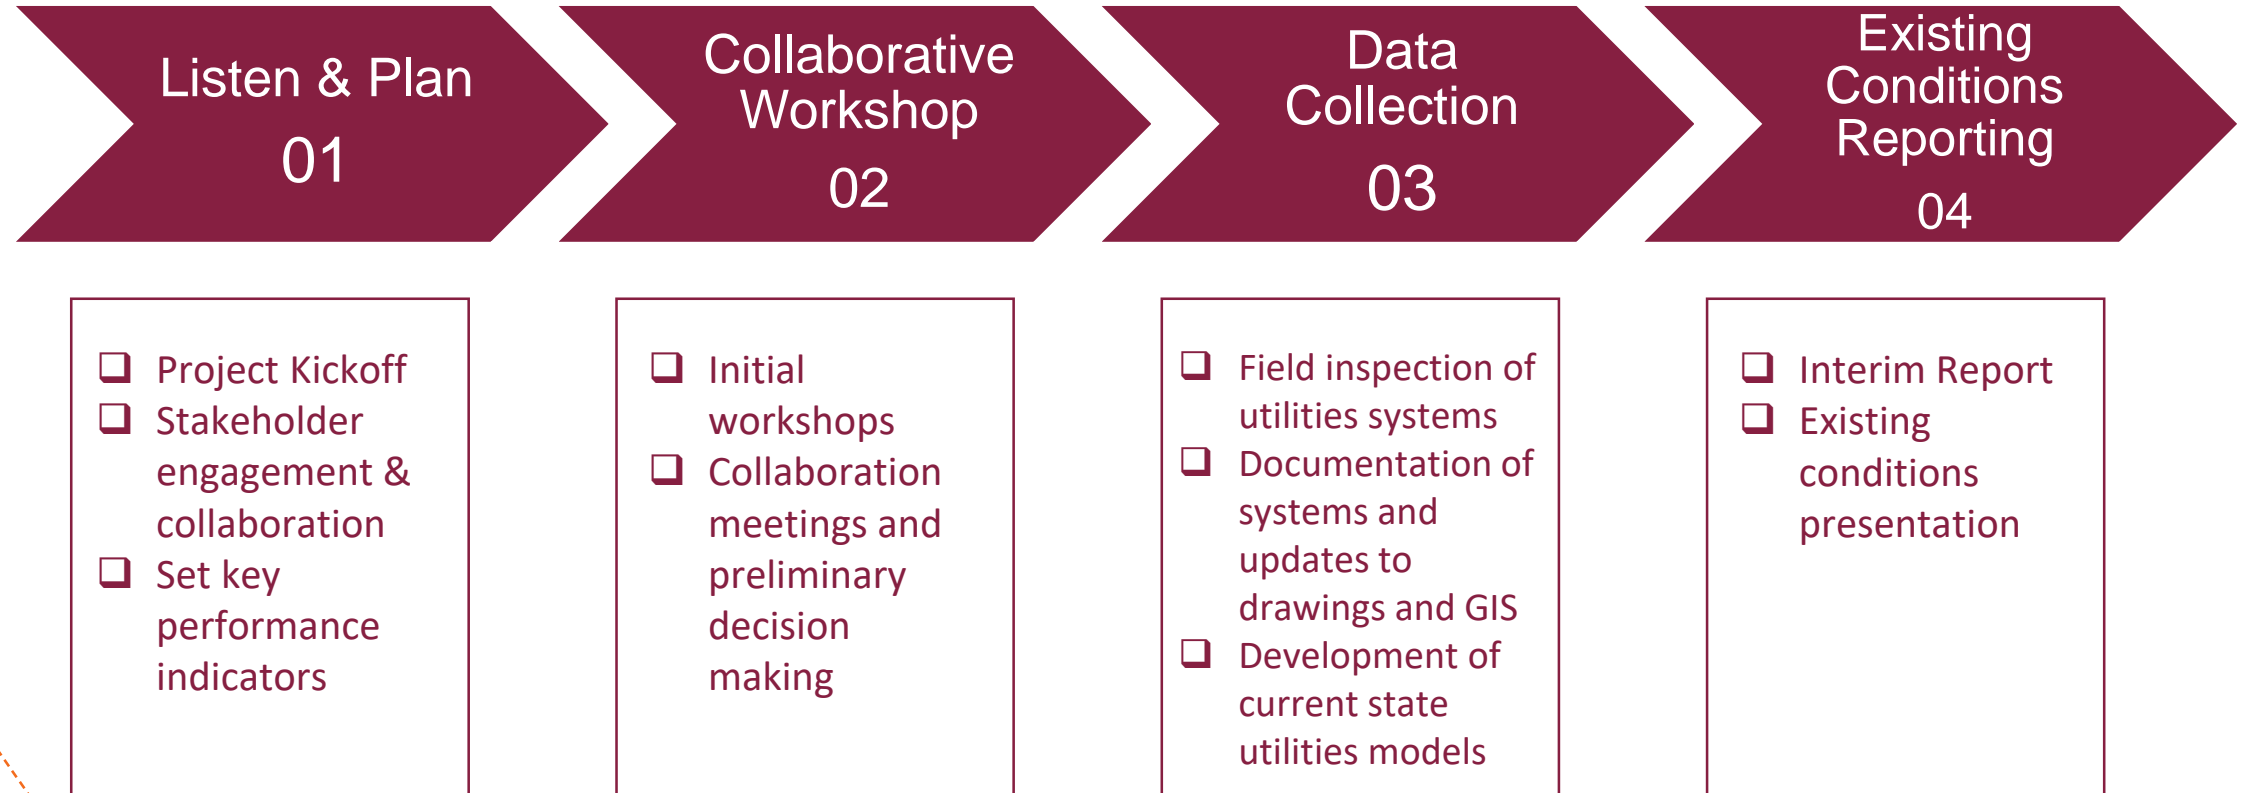 Listen & Plan
01
Collaborative
Workshop
02
Data
Collection
03
Existing
Conditions
Reporting
04
Project Kickoff
Stakeholder
engagement &
collaboration
Set key
performance
indicators
Initial
workshops
Collaboration
meetings and
preliminary
decision
making
Field inspection of
utilities systems
Documentation of
systems and
updates to
drawings and GIS
Development of
current state
utilities models
Interim Report
Existing
conditions
presentation